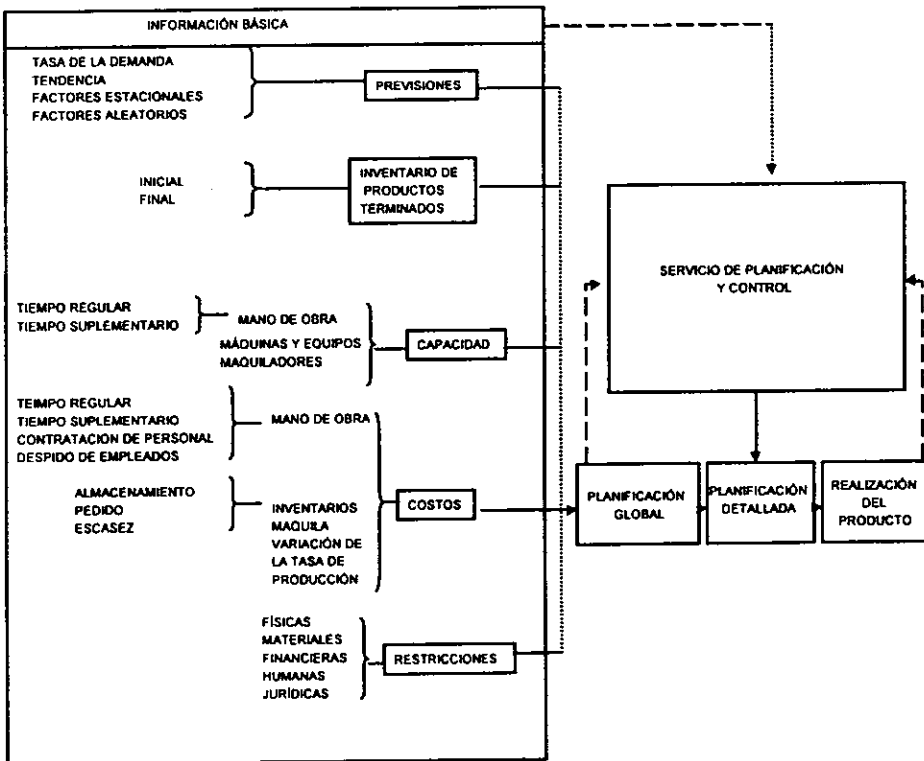 INFORMACIÓN BÁSICA
TASA DE LA DEMANDA
TENDENCIA
FACTORES ESTACIONALES
FACTORES ALEATORIOS
PREVISIONES
INICIAL
FINAL
INVENTARIO DE
PRODUCTOS
TERMINADOS
TIEMPO REGULAR
TIEMPO SUPLEMENTARIO
MANO DE OBRA
MÁQUINAS Y EQUIPOS
MAQUILADORES
CAPACIDAD
TEIMPO REGULAR
TIEMPO SUPLEMENTARIO
CONTRATACION DE PERSONAL
DESPIDO DE EMPLEADOS
MANO DE OBRA
ALMACENAMIENTO
PEDIDO
ESCASEZ
INVENTARIOS
MAQUILA
VARIACIÓN DE
LA TASA DE
PRODUCCIÓN
COSTOS
FÍSICAS
MATERIALES
FINANCIERAS
HUMANAS
JURÍDICAS
RESTRICCIONES
SERVICIO DE PLANIFICACIÓN
Y CONTROL
PLANIFICACIÓN
GLOBAL
PLANIFICACIÓN
DETALLADA
REALIZACIÓN
DEL
PRODUCTO